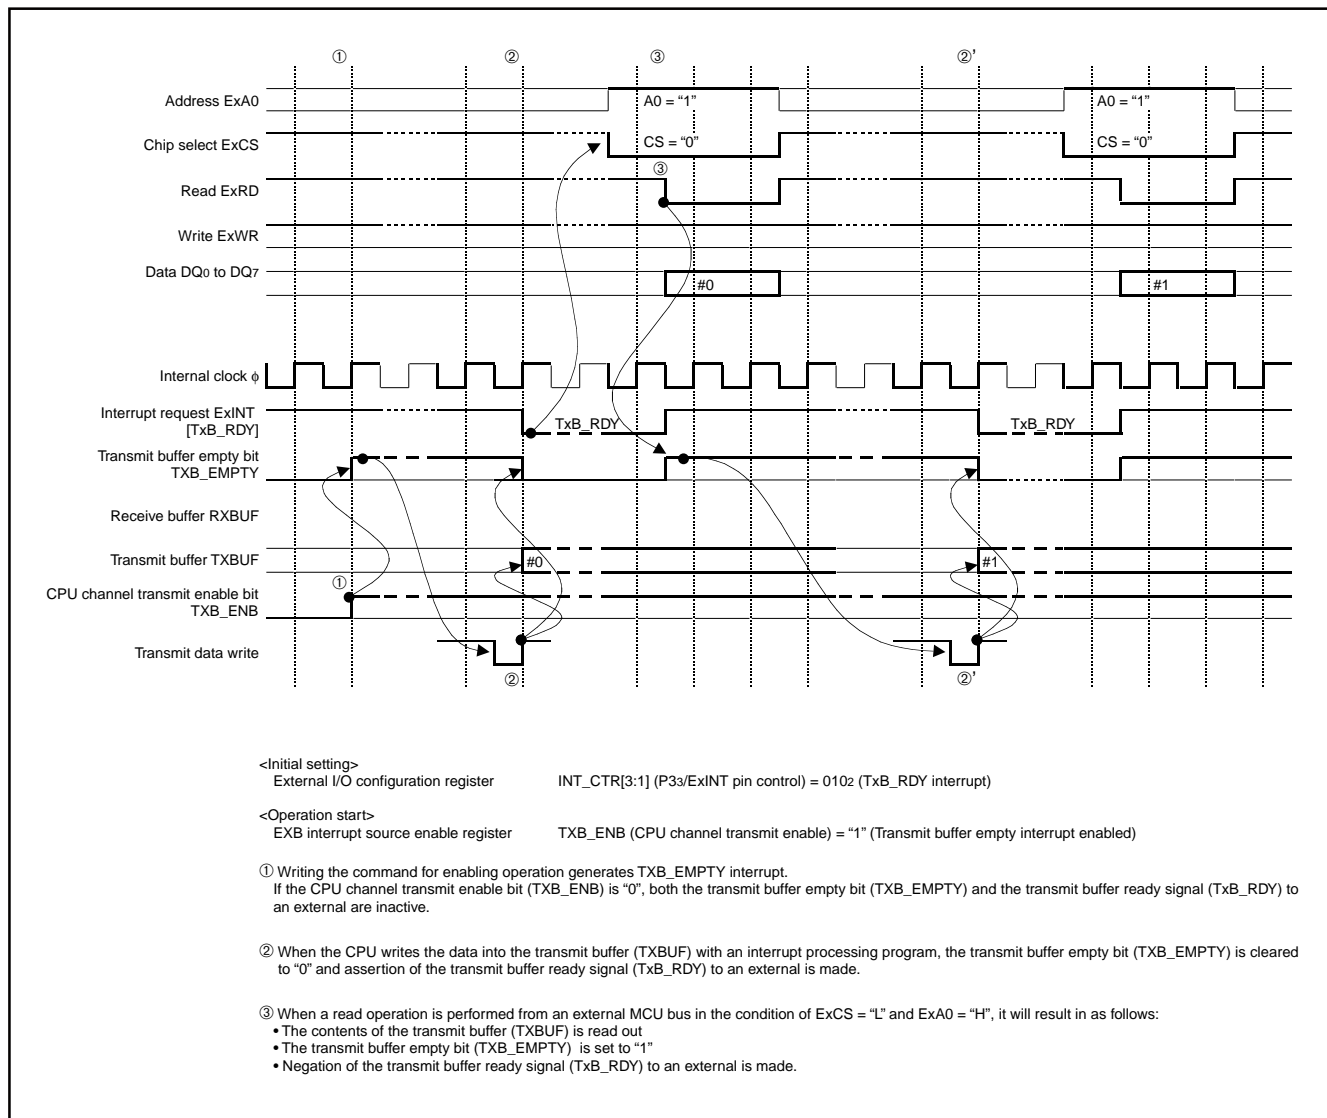 ① ② ③ ②'
Address ExA0
A0 = “1” A0 = “1”
Chip select ExCS
CS = “0” CS = “0”
③
Read ExRD
Write ExWR
Data DQ0 to DQ7
#0 #1
Internal clock ϕ
Interrupt request ExINT
[TxB_RDY]
TxB_RDY TxB_RDY
Transmit buffer empty bit
TXB_EMPTY
Receive buffer RXBUF
Transmit buffer TXBUF
#0 #1
①
CPU channel transmit enable bit
TXB_ENB
Transmit data write
② ②'
<Initial setting>
External I/O configuration register INT_CTR[3:1] (P33/ExINT pin control) = 0102 (TxB_RDY interrupt)
<Operation start>
EXB interrupt source enable register TXB_ENB (CPU channel transmit enable) = “1” (Transmit buffer empty interrupt enabled)
① Writing the command for enabling operation generates TXB_EMPTY interrupt.
If the CPU channel transmit enable bit (TXB_ENB) is “0”, both the transmit buffer empty bit (TXB_EMPTY) and the transmit buffer ready signal (TxB_RDY) to
an external are inactive.
② When the CPU writes the data into the transmit buffer (TXBUF) with an interrupt processing program, the transmit buffer empty bit (TXB_EMPTY) is cleared
to “0” and assertion of the transmit buffer ready signal (TxB_RDY) to an external is made.
③ When a read operation is performed from an external MCU bus in the condition of ExCS = “L” and ExA0 = “H”, it will result in as follows:
• The contents of the transmit buffer (TXBUF) is read out
• The transmit buffer empty bit (TXB_EMPTY) is set to “1”
• Negation of the transmit buffer ready signal (TxB_RDY) to an external is made.